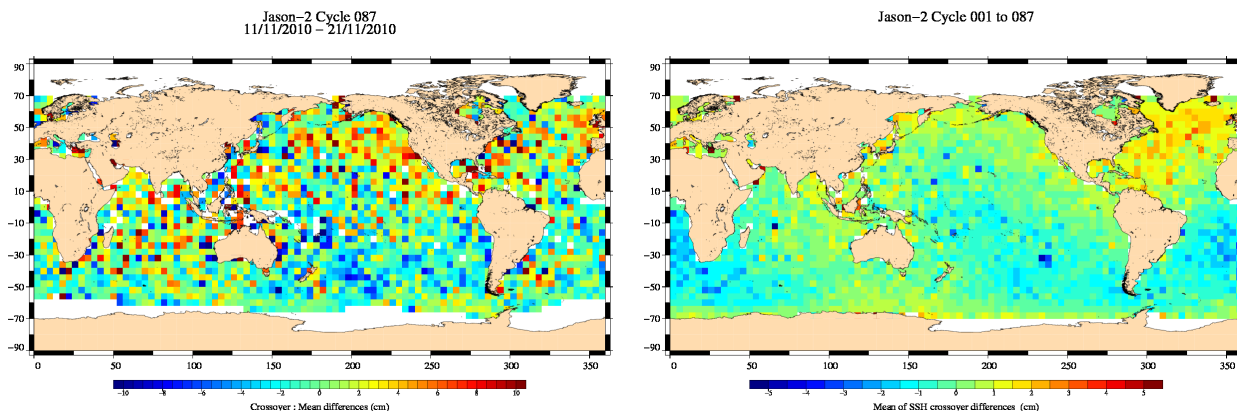 Jason-2 Cycle 087
11/11/2010 - 21/11/2010
90
70
50
30
10
-10
-30
-50
-70
-90
0 50 100 150 200 250 300 350
-10 -8 -6 -4 -2 0 2 4 6 8 10
Crossover : Mean differences (cm)
Jason-2 Cycle 001 to 087
90
70
50
30
10
-10
-30
-50
-70
-90
0 50 100 150 200 250 300 350
-5 -4 -3 -2 -1 0 1 2 3 4 5
Mean of SSH crossover differences (cm)